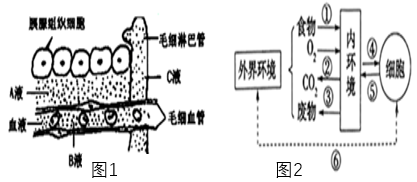 胰腺组织细胞
毛细淋巴管
C液
A液
血液
毛细血管
B液
图1
外界环境
食物
O₂
CO₂
废物
①
②
③
内环境
④
⑤
细胞
⑥
图2